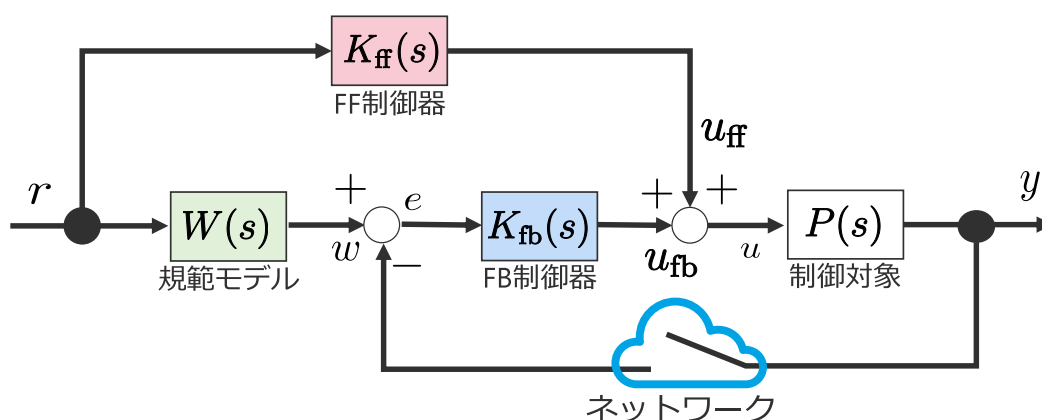 K_ff(s)
FF制御器
u_ff
r
W(s)
規範モデル
+
w
e
−
K_fb(s)
FB制御器
+
u_fb
+
u
P(s)
制御対象
y
ネットワーク